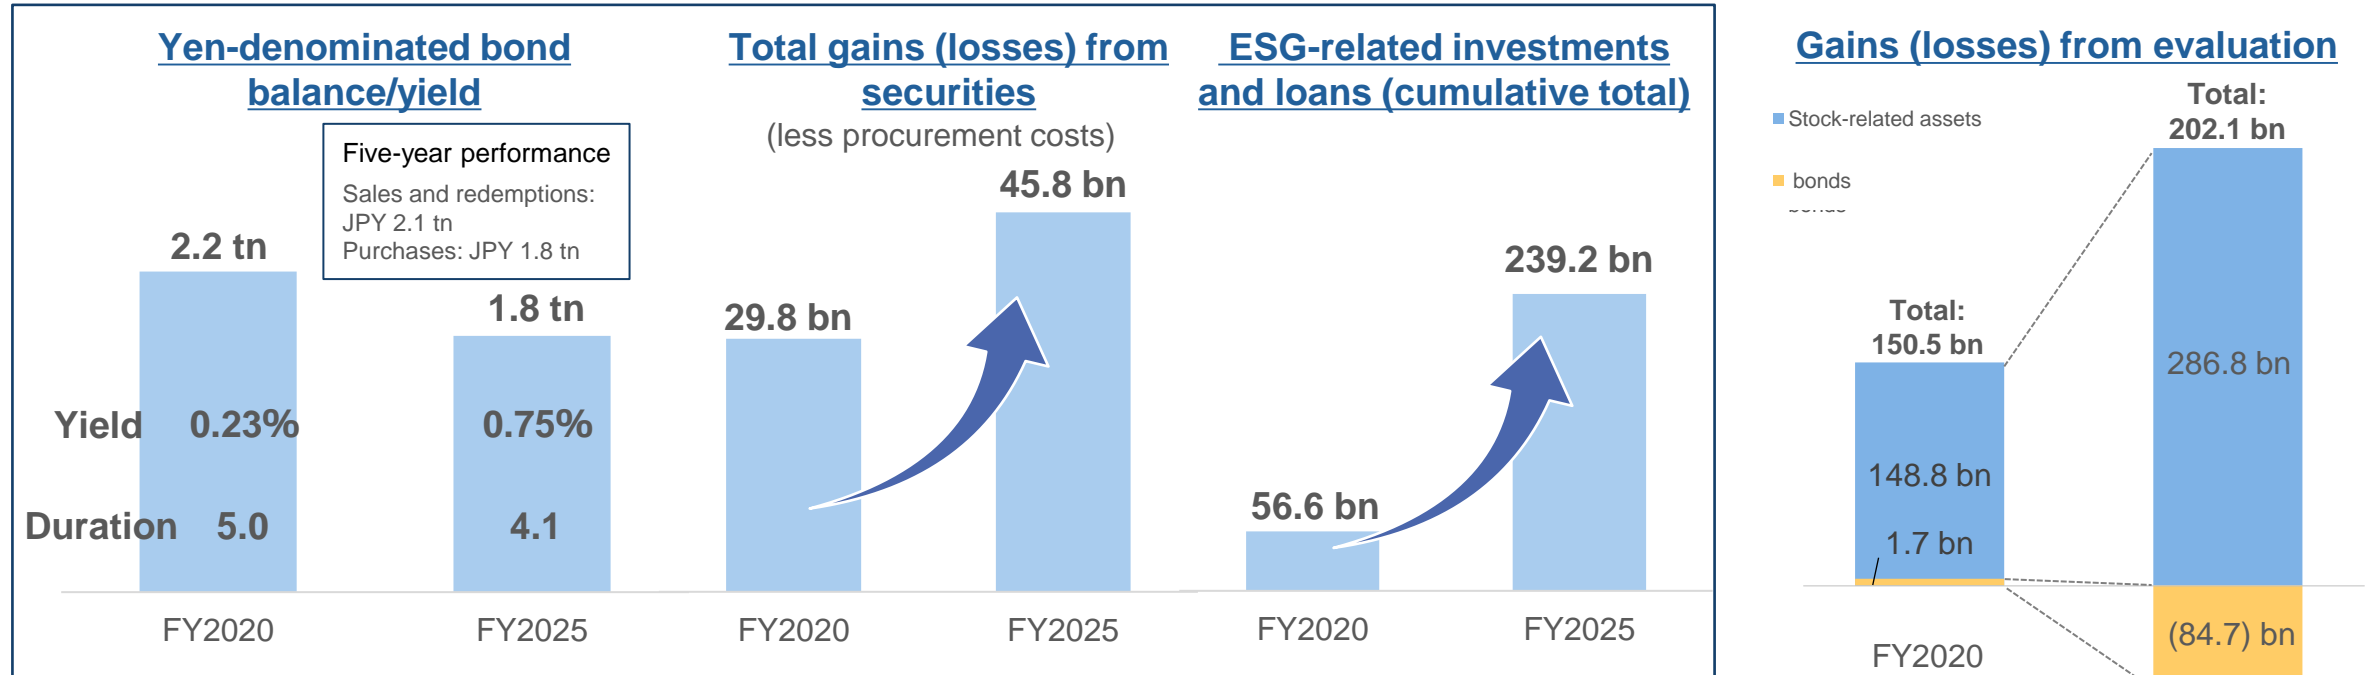 Yen-denominated bond
balance/yield
Five-year performance
Sales and redemptions:
JPY 2.1 tn
Purchases: JPY 1.8 tn
2.2 tn
1.8 tn
Yield 0.23% 0.75%
Duration 5.0 4.1
FY2020 FY2025
Total gains (losses) from
securities
(less procurement costs)
29.8 bn
45.8 bn
FY2020 FY2025
ESG-related investments
and loans (cumulative total)
56.6 bn
239.2 bn
FY2020 FY2025
Gains (losses) from evaluation
Stock-related assets
bonds
Total:
150.5 bn
148.8 bn
1.7 bn
FY2020
Total:
202.1 bn
286.8 bn
(84.7) bn